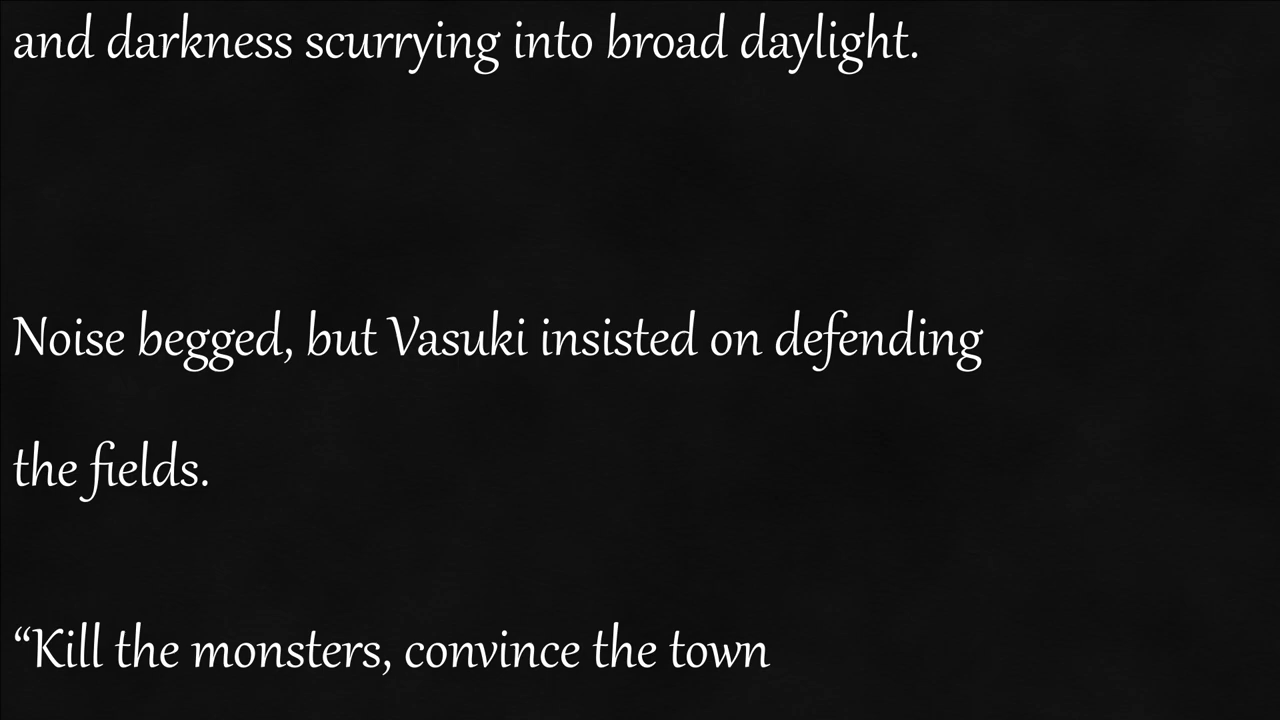 and darkness scurrying into broad daylight.
Noise begged, but Vasuki insisted on defending
the fields.
“Kill the monsters, convince the town